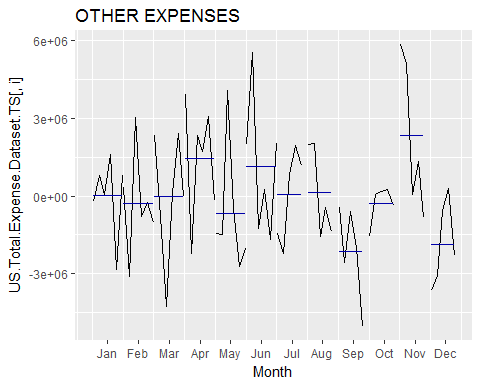 OTHER EXPENSES
US.Total.Expense.Dataset.TS[, i]
6e+06
3e+06
0e+00
-3e+06
Jan Feb Mar Apr May Jun Jul Aug Sep Oct Nov Dec
Month